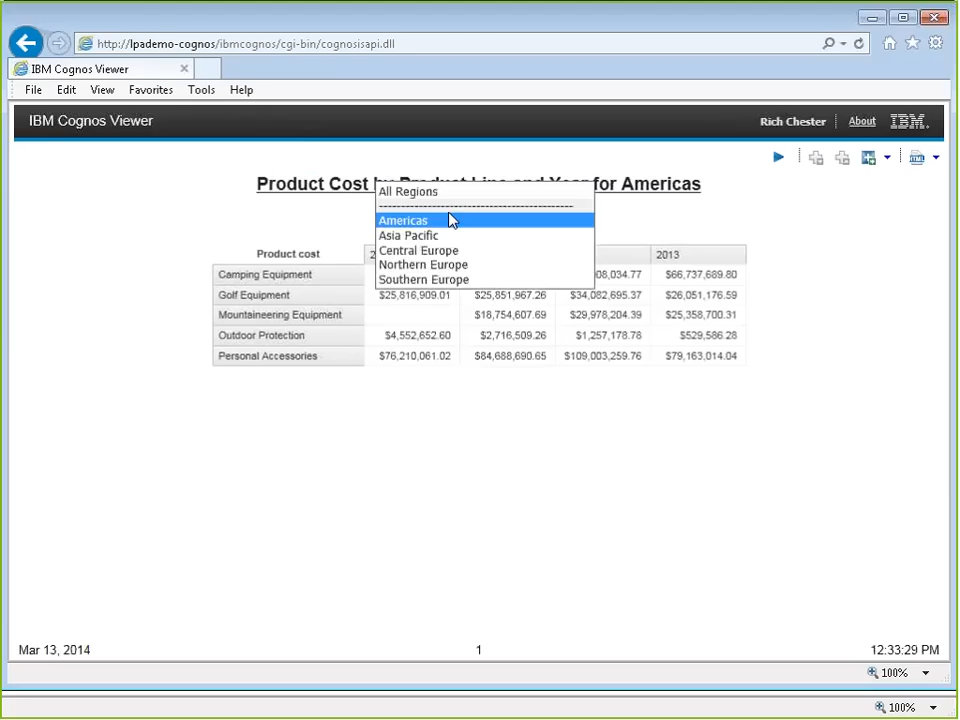 http://lpademo-cognos/ibmcognos/cgi-bin/cognosisapi.dll
IBM Cognos Viewer
File Edit View Favorites Tools Help
IBM Cognos Viewer Rich Chester About IBM.
Product Cost by Product Line and Year for Americas
All Regions
Americas
Asia Pacific
Central Europe
Northern Europe
Southern Europe
Product cost 2013
Camping Equipment $66,737,689.80
Golf Equipment $25,816,909.01 $25,851,967.26 $34,082,695.37 $26,051,176.59
Mountaineering Equipment $18,754,607.69 $29,978,204.39 $25,358,700.31
Outdoor Protection $4,552,652.60 $2,716,509.26 $1,257,178.78 $529,586.28
Personal Accessories $76,210,061.02 $84,688,690.65 $109,003,259.76 $79,163,014.04
Mar 13, 2014 1 12:33:29 PM
100%
100%